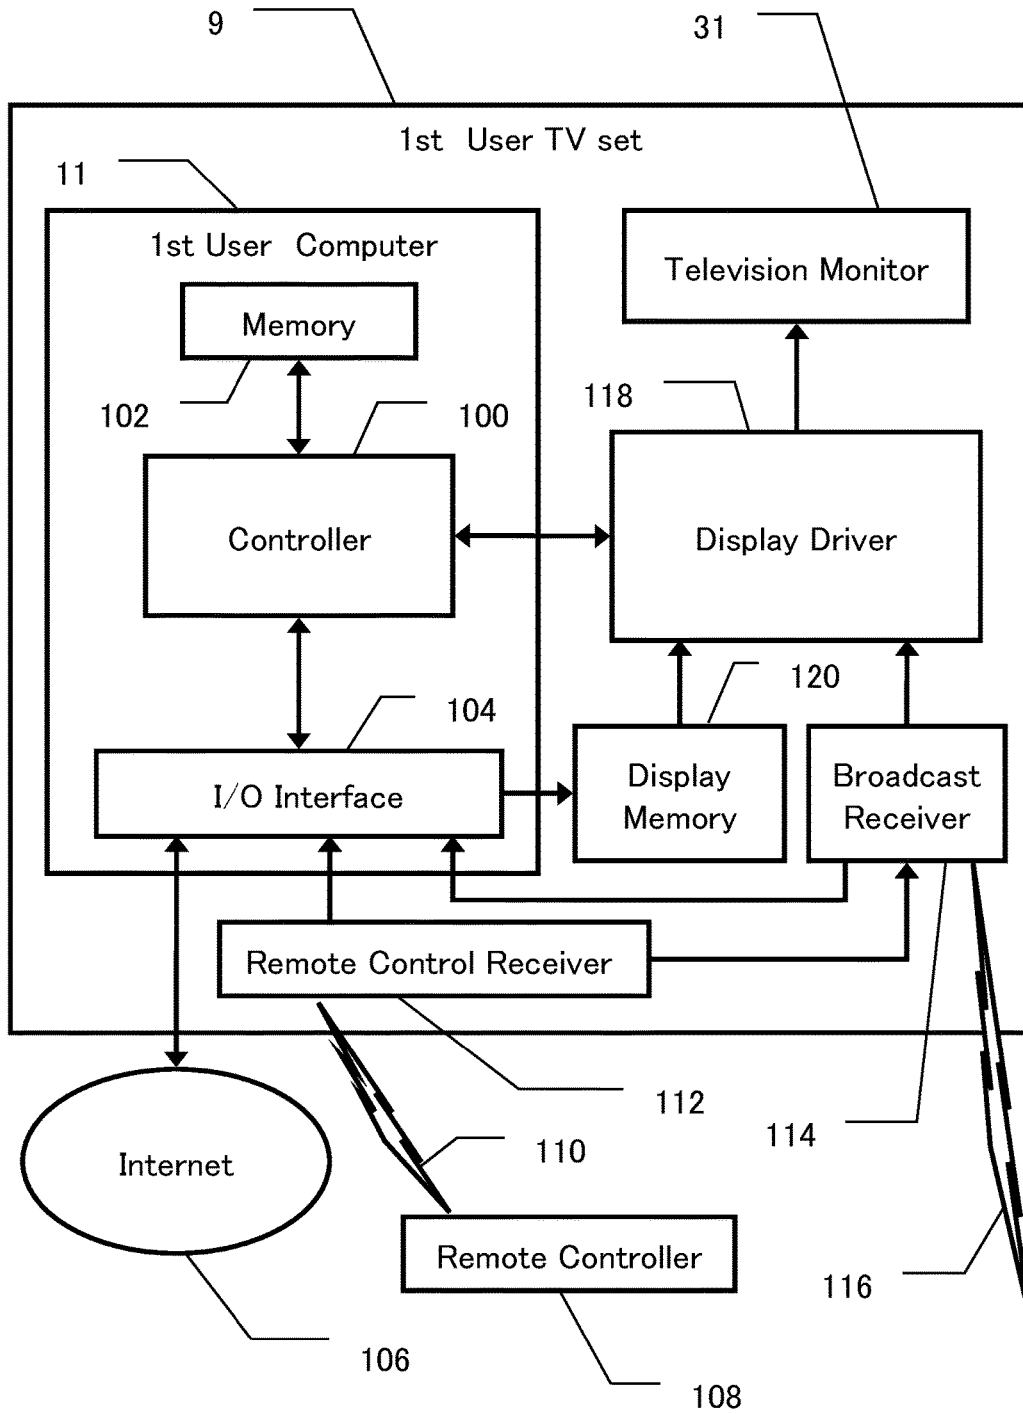 9
31
1st User TV set
11
1st User Computer
Television Monitor
Memory
102
100
118
Controller
Display Driver
104
120
I/O Interface
Display
Memory
Broadcast
Receiver
Remote Control Receiver
112
114
110
Internet
Remote Controller
116
106
108